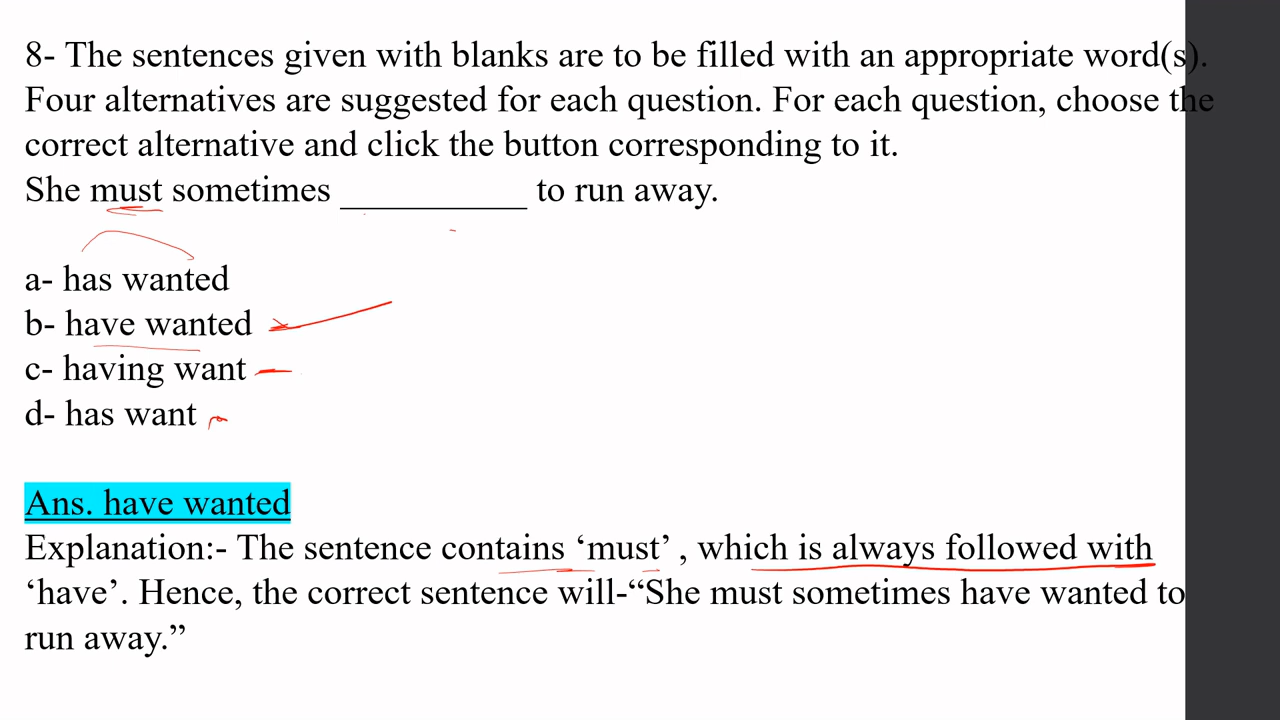 8- The sentences given with blanks are to be filled with an appropriate word(s).
Four alternatives are suggested for each question. For each question, choose the
correct alternative and click the button corresponding to it.
She must sometimes __________ to run away.
a- has wanted
b- have wanted
c- having want
d- has want
Ans. have wanted
Explanation:- The sentence contains ‘must’ , which is always followed with
‘have’. Hence, the correct sentence will-“She must sometimes have wanted to
run away.”